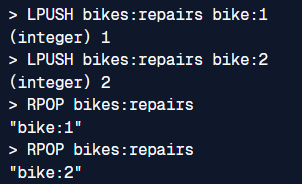 > LPUSH bikes:repairs bike:1
(integer) 1
> LPUSH bikes:repairs bike:2
(integer) 2
> RPOP bikes:repairs
"bike:1"
> RPOP bikes:repairs
"bike:2"